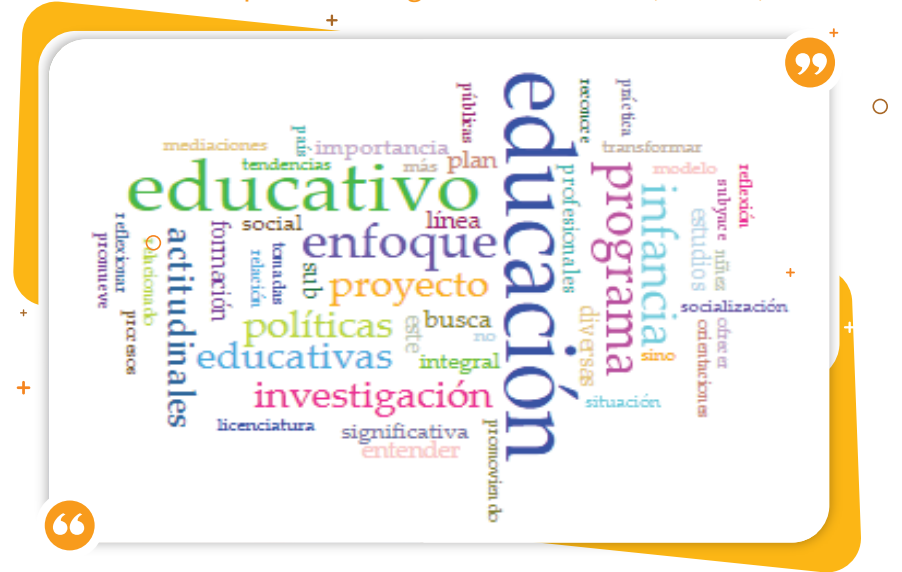 educación
educativo
enfoque
programa
infancia
proyecto
políticas
educativas
investigación
actitudinales
públicas
reconoce
práctica
mediaciones
país
importancia
transformar
tendencias
más
plan
modelo
reflexión
subyace
profesionales
línea
social
formación
estudios
niñez
reflexionar
promueve
relacionado
relación
tomadas
sub
socialización
procesos
este
busca
no
diversas
sino
ofrecer
orientaciones
integral
situación
licenciatura
significativa
entender
promoviendo